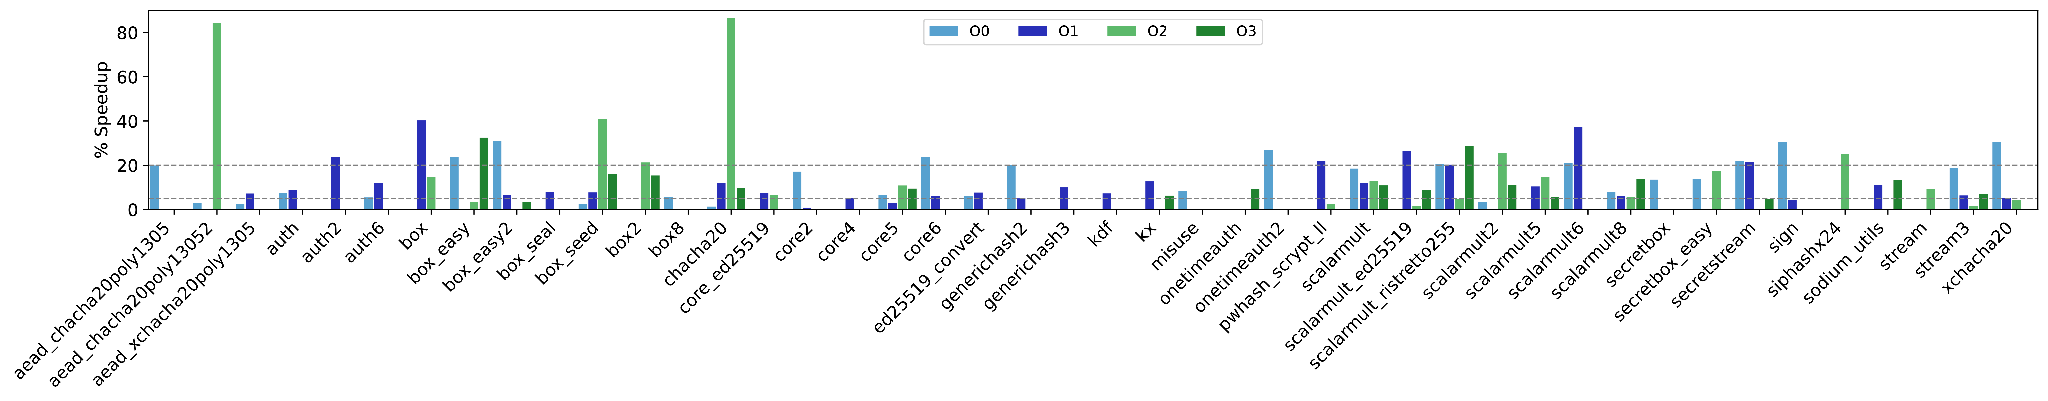 % Speedup
80
60
40
20
0
O0 O1 O2 O3
aead_chacha20poly1305
aead_chacha20poly13052
aead_xchacha20poly1305
auth
auth2
auth6
box
box_easy
box_easy2
box_seal
box_seed
box2
box8
chacha20
core_ed25519
core2
core4
core5
core6
ed25519_convert
generichash2
generichash3
kdf
kx
misuse
onetimeauth
onetimeauth2
pwhash_scrypt_ll
scalarmult
scalarmult_ed25519
scalarmult_ristretto255
scalarmult2
scalarmult5
scalarmult6
scalarmult8
secretbox
secretbox_easy
secretstream
sign
siphashx24
sodium_utils
stream
stream3
xchacha20